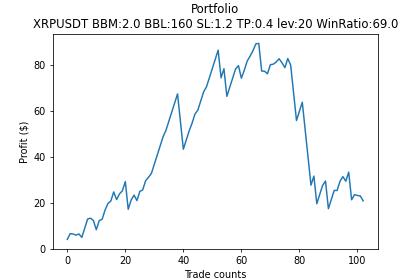 Portfolio
XRPUSDT BBM:2.0 BBL:160 SL:1.2 TP:0.4 lev:20 WinRatio:69.0
Profit ($)
80
60
40
20
0
0 20 40 60 80 100
Trade counts